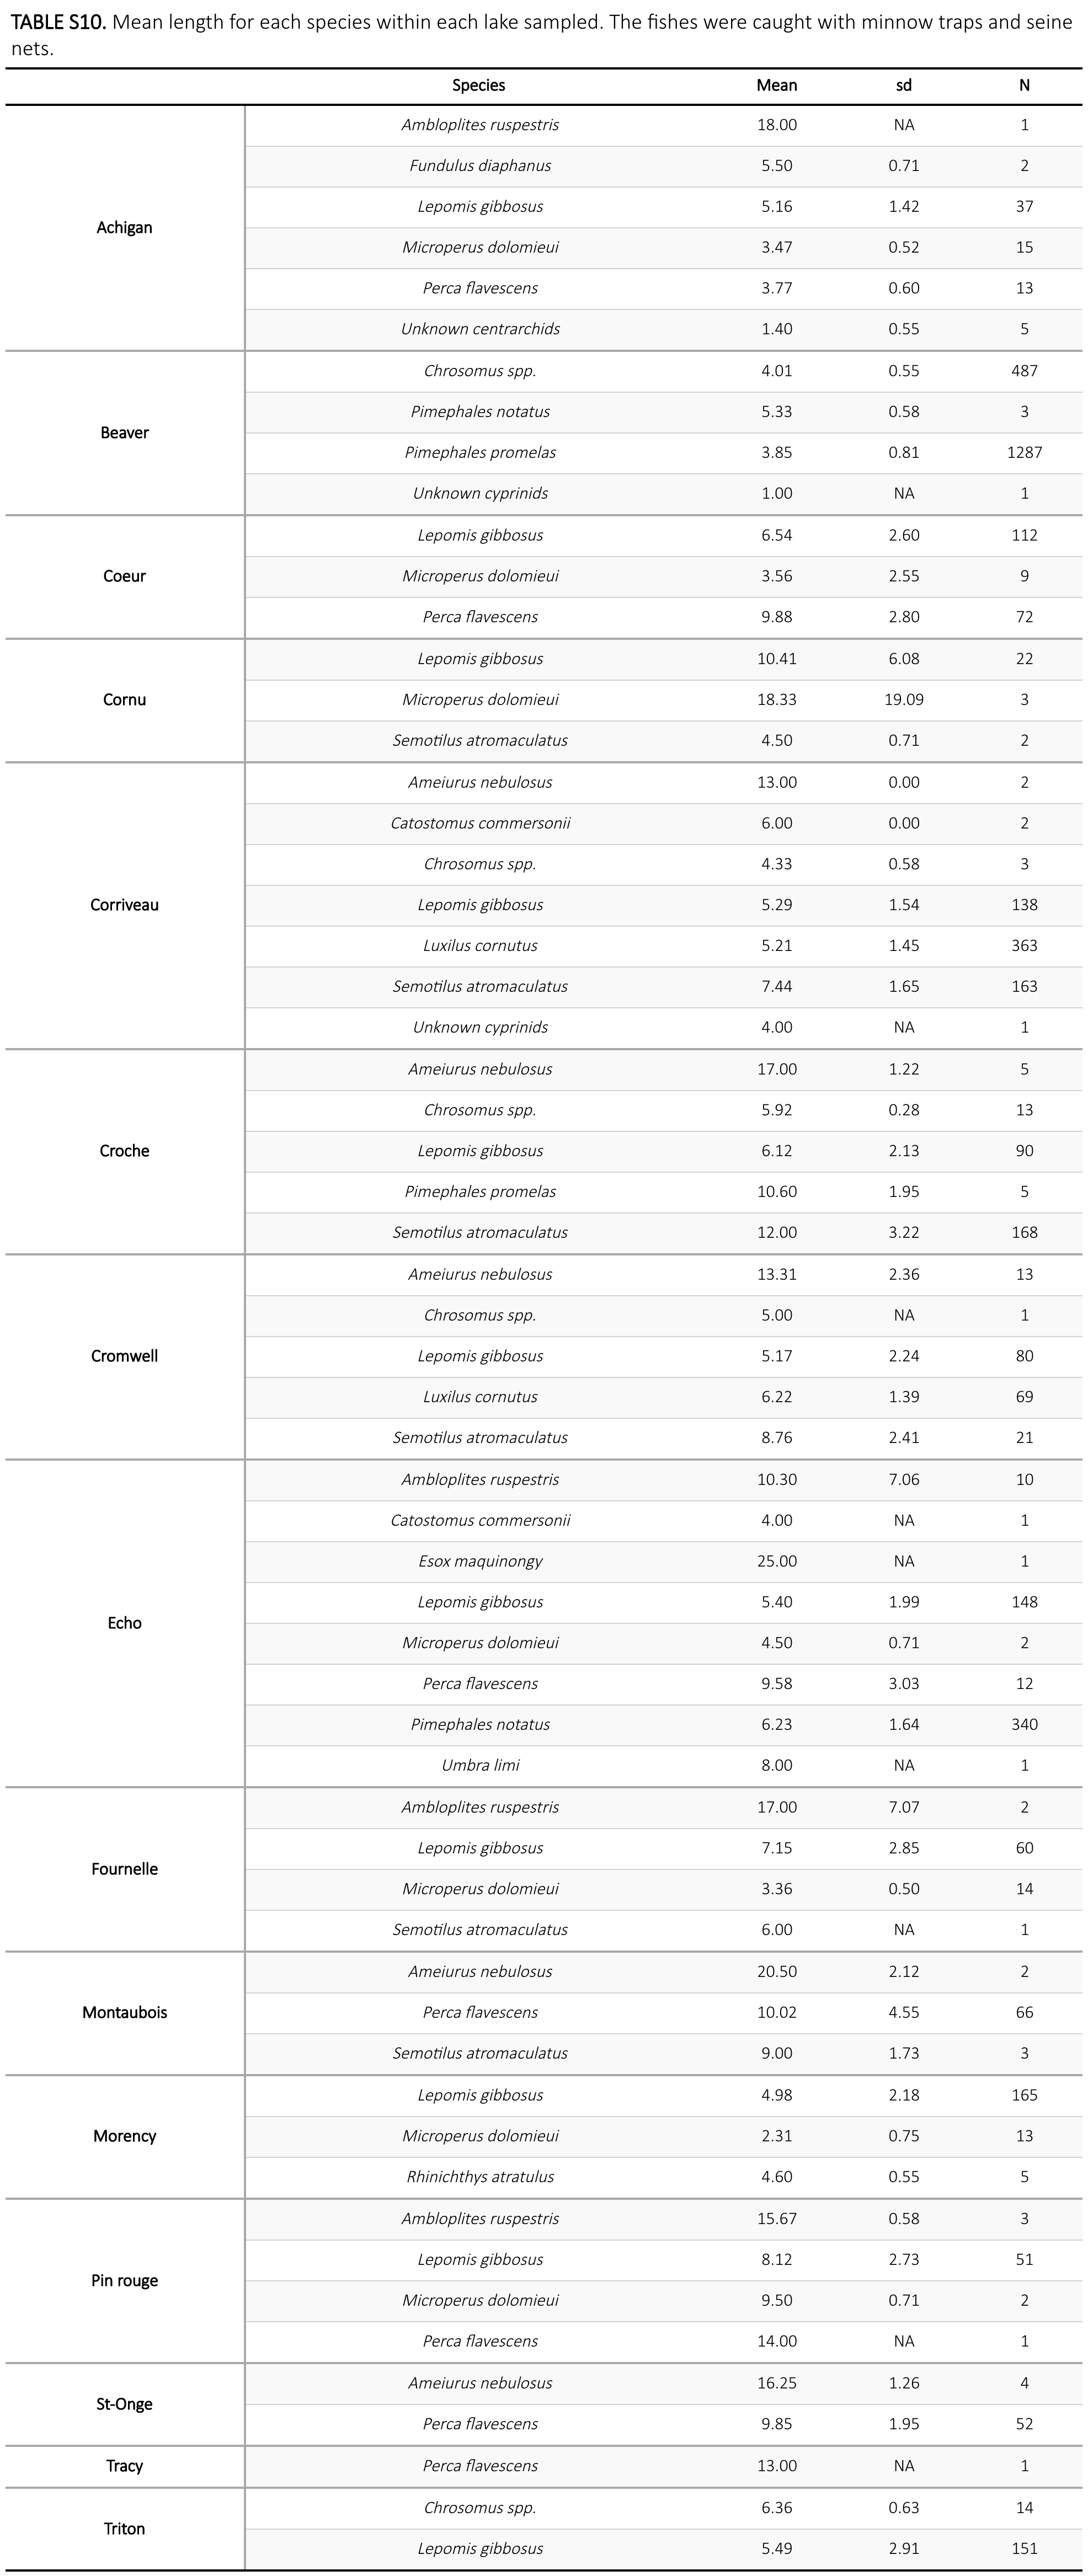 TABLE S10. Mean length for each species within each lake sampled. The fishes were caught with minnow traps and seine
nets.
Species Mean sd N
Achigan
Ambloplites ruspestris 18.00 NA 1
Fundulus diaphanus 5.50 0.71 2
Lepomis gibbosus 5.16 1.42 37
Microperus dolomieui 3.47 0.52 15
Perca flavescens 3.77 0.60 13
Unknown centrarchids 1.40 0.55 5
Beaver
Chrosomus spp. 4.01 0.55 487
Pimephales notatus 5.33 0.58 3
Pimephales promelas 3.85 0.81 1287
Unknown cyprinids 1.00 NA 1
Coeur
Lepomis gibbosus 6.54 2.60 112
Microperus dolomieui 3.56 2.55 9
Perca flavescens 9.88 2.80 72
Cornu
Lepomis gibbosus 10.41 6.08 22
Microperus dolomieui 18.33 19.09 3
Semotilus atromaculatus 4.50 0.71 2
Corriveau
Ameiurus nebulosus 13.00 0.00 2
Catostomus commersonii 6.00 0.00 2
Chrosomus spp. 4.33 0.58 3
Lepomis gibbosus 5.29 1.54 138
Luxilus cornutus 5.21 1.45 363
Semotilus atromaculatus 7.44 1.65 163
Unknown cyprinids 4.00 NA 1
Croche
Ameiurus nebulosus 17.00 1.22 5
Chrosomus spp. 5.92 0.28 13
Lepomis gibbosus 6.12 2.13 90
Pimephales promelas 10.60 1.95 5
Semotilus atromaculatus 12.00 3.22 168
Cromwell
Ameiurus nebulosus 13.31 2.36 13
Chrosomus spp. 5.00 NA 1
Lepomis gibbosus 5.17 2.24 80
Luxilus cornutus 6.22 1.39 69
Semotilus atromaculatus 8.76 2.41 21
Echo
Ambloplites ruspestris 10.30 7.06 10
Catostomus commersonii 4.00 NA 1
Esox maquinongy 25.00 NA 1
Lepomis gibbosus 5.40 1.99 148
Microperus dolomieui 4.50 0.71 2
Perca flavescens 9.58 3.03 12
Pimephales notatus 6.23 1.64 340
Umbra limi 8.00 NA 1
Fournelle
Ambloplites ruspestris 17.00 7.07 2
Lepomis gibbosus 7.15 2.85 60
Microperus dolomieui 3.36 0.50 14
Semotilus atromaculatus 6.00 NA 1
Montaubois
Ameiurus nebulosus 20.50 2.12 2
Perca flavescens 10.02 4.55 66
Semotilus atromaculatus 9.00 1.73 3
Morency
Lepomis gibbosus 4.98 2.18 165
Microperus dolomieui 2.31 0.75 13
Rhinichthys atratulus 4.60 0.55 5
Pin rouge
Ambloplites ruspestris 15.67 0.58 3
Lepomis gibbosus 8.12 2.73 51
Microperus dolomieui 9.50 0.71 2
Perca flavescens 14.00 NA 1
St-Onge
Ameiurus nebulosus 16.25 1.26 4
Perca flavescens 9.85 1.95 52
Tracy
Perca flavescens 13.00 NA 1
Triton
Chrosomus spp. 6.36 0.63 14
Lepomis gibbosus 5.49 2.91 151